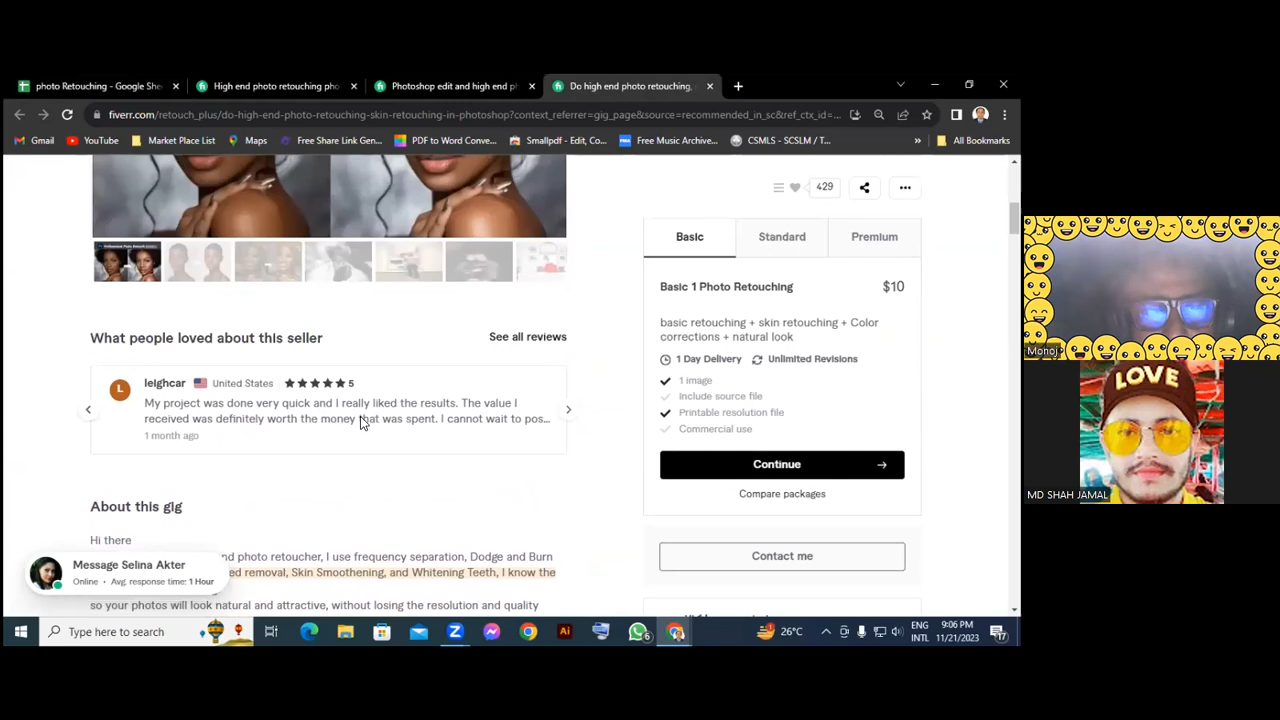 photo Retouching - Google She
High end photo retouching pho
Photoshop edit and high end ph
Do high end photo retouching,
fiverr.com/retouch_plus/do-high-end-photo-retouching-skin-retouching-in-photoshop?context_referrer=gig_page&source=recommended_in_sc&ref_ctx_id=...
Gmail
YouTube
Market Place List
Maps
Free Share Link Gen...
PDF to Word Conve...
Smallpdf - Edit, Co...
Free Music Archive...
CSMLS - SCSLM / T...
»
All Bookmarks
429
Basic
Standard
Premium
Basic 1 Photo Retouching
$10
basic retouching + skin retouching + Color
corrections + natural look
1 Day Delivery
Unlimited Revisions
1 image
Include source file
Printable resolution file
Commercial use
Continue
Compare packages
Contact me
What people loved about this seller
See all reviews
L
leighcar
United States
5
My project was done very quick and I really liked the results. The value I
received was definitely worth the money that was spent. I cannot wait to pos...
1 month ago
About this gig
Hi there
nd photo retoucher, I use frequency separation, Dodge and Burn
ed removal, Skin Smoothening, and Whitening Teeth, I know the
so your photos will look natural and attractive, without losing the resolution and quality
Message Selina Akter
Online • Avg. response time: 1 Hour
Type here to search
Ai
6
26°C
ENG
INTL
9:06 PM
11/21/2023
17
Monoj
LOVE
MD SHAH JAMAL